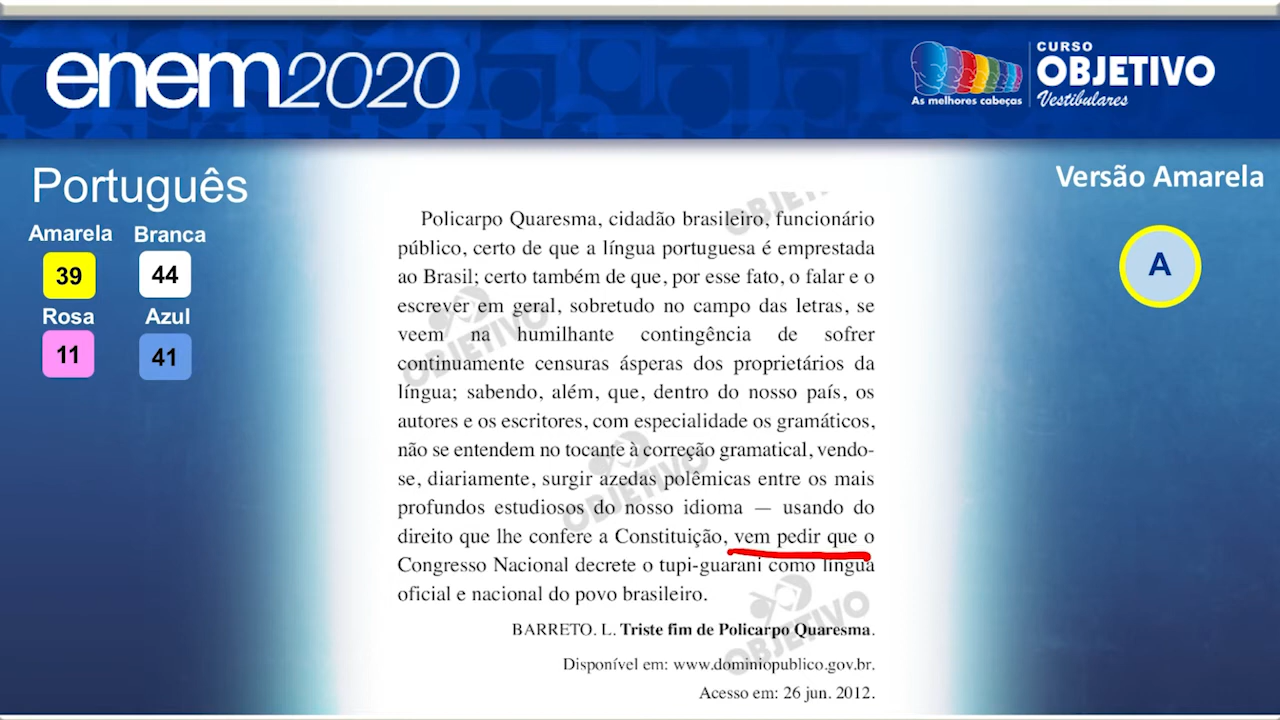 enem2020
CURSO
OBJETIVO
Vestibulares
As melhores cabeças
Português
Amarela Branca
39 44
Rosa Azul
11 41
Versão Amarela
A
Policarpo Quaresma, cidadão brasileiro, funcionário
público, certo de que a língua portuguesa é emprestada
ao Brasil; certo também de que, por esse fato, o falar e o
escrever em geral, sobretudo no campo das letras, se
veem na humilhante contingência de sofrer
continuamente censuras ásperas dos proprietários da
língua; sabendo, além, que, dentro do nosso país, os
autores e os escritores, com especialidade os gramáticos,
não se entendem no tocante à correção gramatical, vendo-
se, diariamente, surgir azedas polêmicas entre os mais
profundos estudiosos do nosso idioma — usando do
direito que lhe confere a Constituição, vem pedir que o
Congresso Nacional decrete o tupi-guarani como língua
oficial e nacional do povo brasileiro.
BARRETO. L. Triste fim de Policarpo Quaresma.
Disponível em: www.dominiopublico.gov.br.
Acesso em: 26 jun. 2012.
OBJETIVO
OBJETIVO
OBJETIVO
OBJETIVO